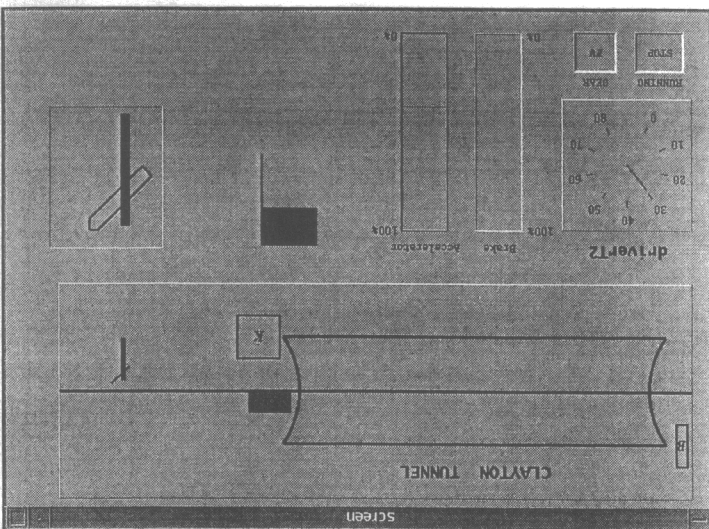 screen
CLAYTON TUNNEL
B
K
driverT2
Brake
Accelerator
100%
100%
40
30 50
20 60
10 70
0 80
RUNNING GEAR
STOP FW
0%
0%